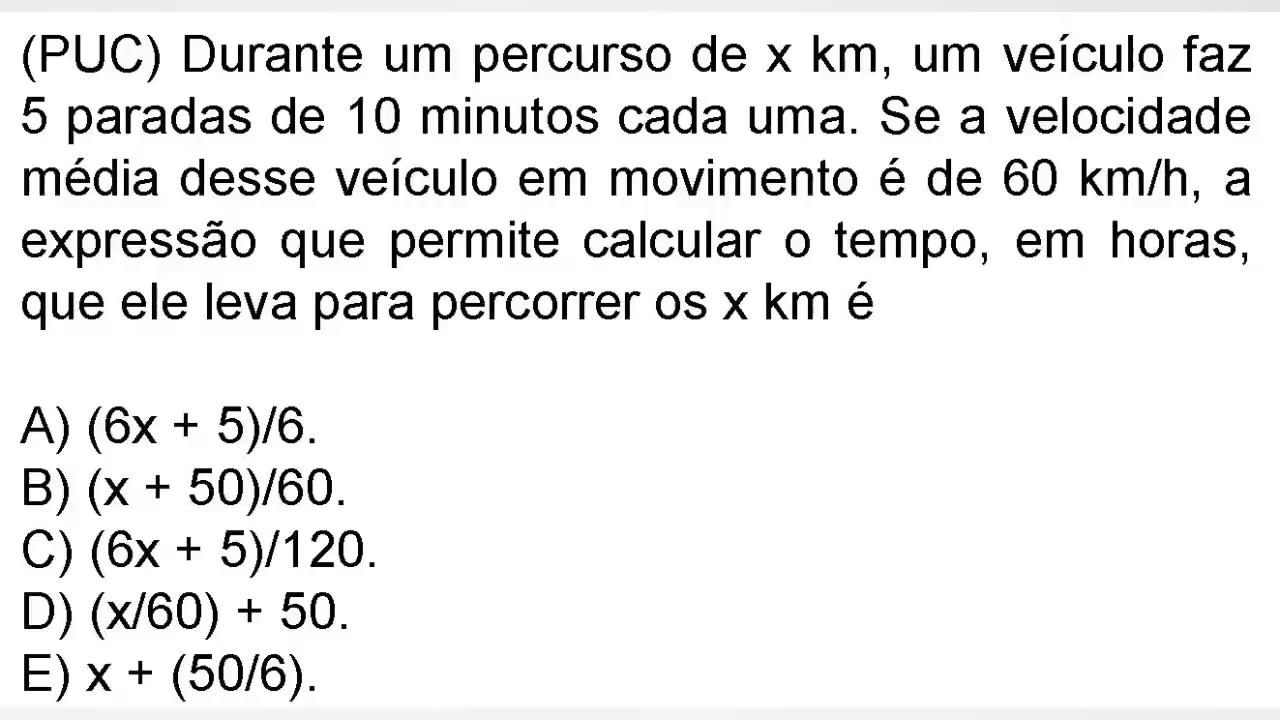 (PUC) Durante um percurso de x km, um veículo faz
5 paradas de 10 minutos cada uma. Se a velocidade
média desse veículo em movimento é de 60 km/h, a
expressão que permite calcular o tempo, em horas,
que ele leva para percorrer os x km é
A) (6x + 5)/6.
B) (x + 50)/60.
C) (6x + 5)/120.
D) (x/60) + 50.
E) x + (50/6).